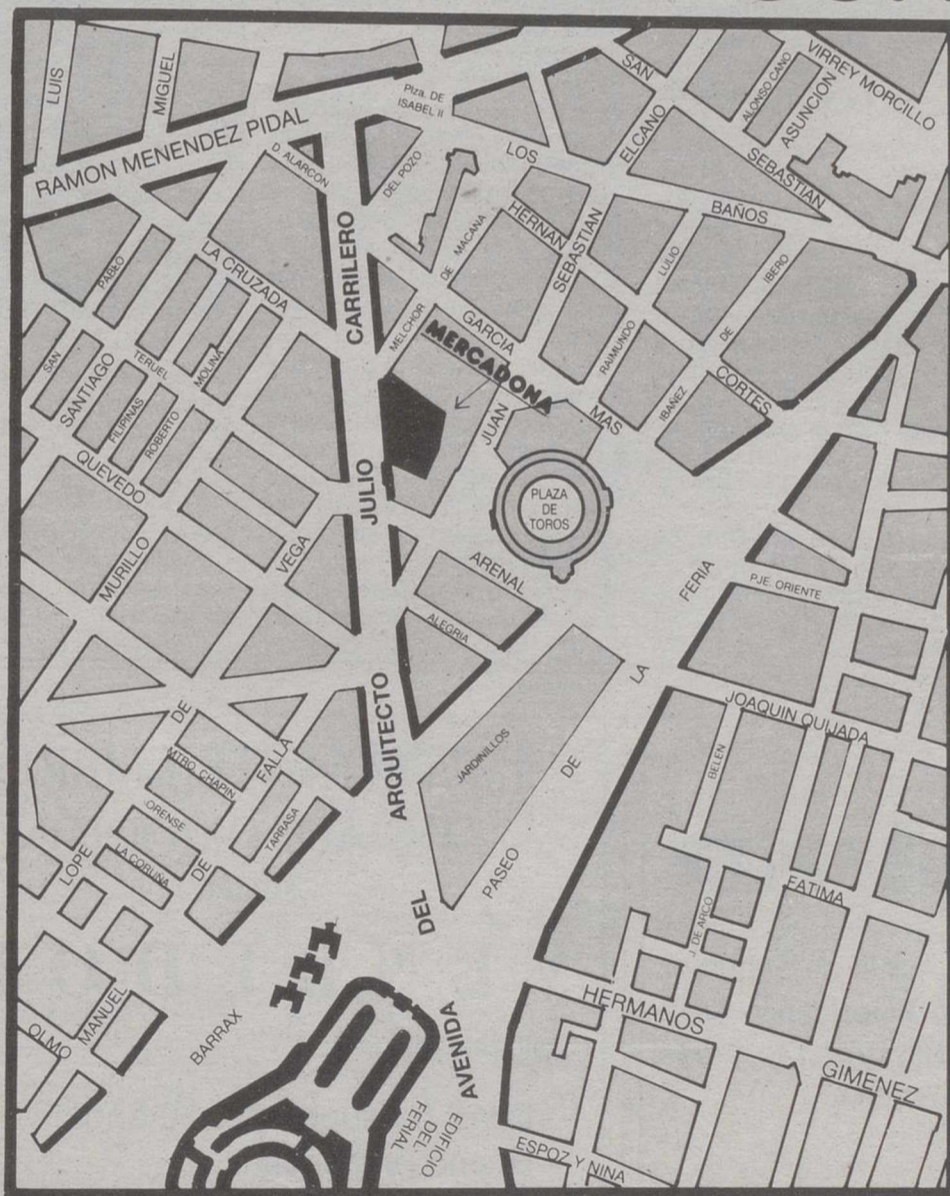 LUIS
MIGUEL
RAMON MENENDEZ PIDAL
Plza. DE
ISABEL II
SAN
ELCANO
ALONSO CANO
ASUNCION
VIRREY MORCILLO
SEBASTIAN
LOS
BAÑOS
D. ALARCON
DEL POZO
CARRILERO
LA CRUZADA
PABLO
MACANA
DE
MELCHOR
HERNAN
SEBASTIAN
LULIO
IBERO
DE
GARCIA
RAIMUNDO
IBAÑEZ
CORTES
MAS
MERCADONA
JUAN
SAN
SANTIAGO
TERUEL
MOLINA
FILIPINAS
ROBERTO
QUEVEDO
JULIO
PLAZA
DE
TOROS
MURILLO
VEGA
ARENAL
ALEGRIA
FERIA
PJE. ORIENTE
LA
JOAQUIN QUIJADA
DE
FALLA
MTRO. CHAPIN
ORENSE
TARRASA
LA CORUÑA
DE
LOPE
ARQUITECTO
JARDINILLOS
DE
PASEO
BELEN
FATIMA
J. DE ARCO
DEL
HERMANOS
GIMENEZ
MANUEL
OLMO
BARRAX
AVENIDA
EDIFICIO
DEL
FERIAL
ESPOZ Y NINA